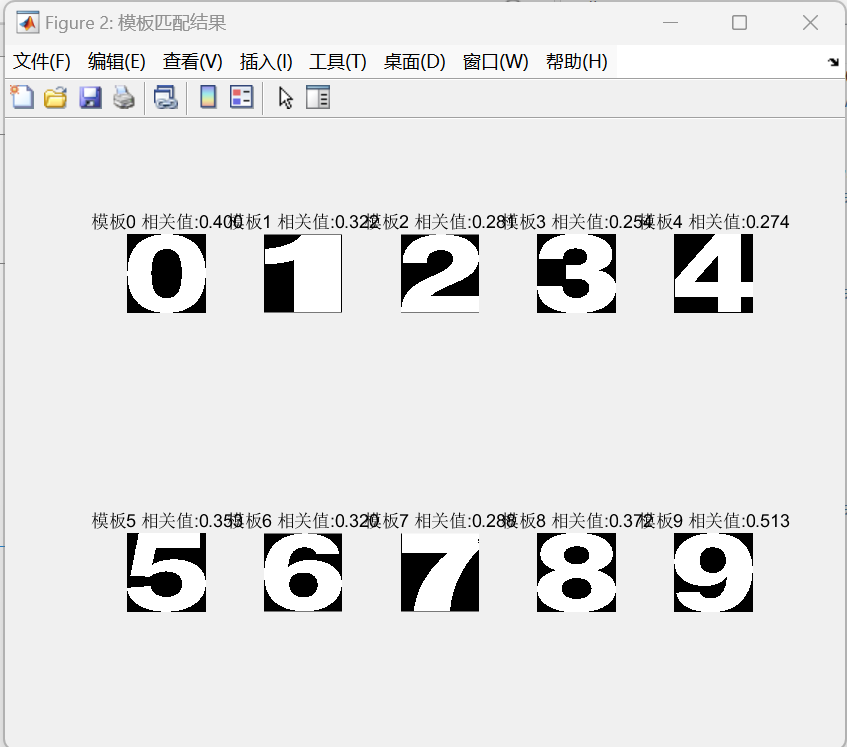 Figure 2: 模板匹配结果
文件(F) 编辑(E) 查看(V) 插入(I) 工具(T) 桌面(D) 窗口(W) 帮助(H)
模板0 相关值:0.400 模板1 相关值:0.322 模板2 相关值:0.281 模板3 相关值:0.254 模板4 相关值:0.274
0 1 2 3 4
模板5 相关值:0.353 模板6 相关值:0.320 模板7 相关值:0.288 模板8 相关值:0.372 模板9 相关值:0.513
5 6 7 8 9